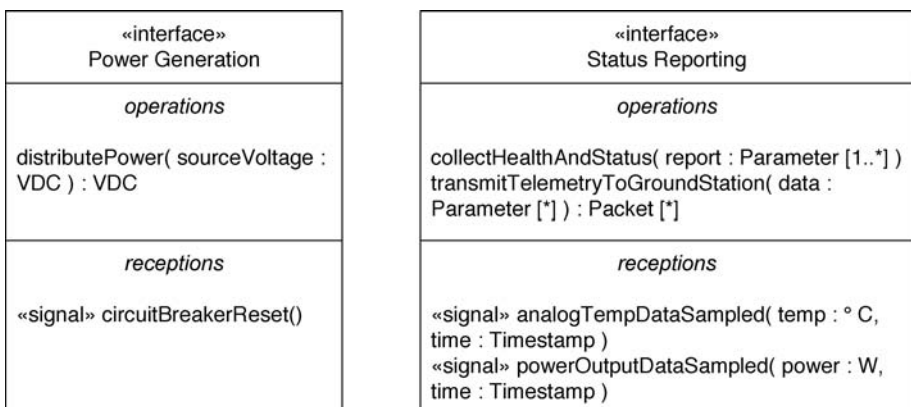 «interface»
Power Generation
operations
distributePower( sourceVoltage :
VDC ) : VDC
receptions
«signal» circuitBreakerReset()
«interface»
Status Reporting
operations
collectHealthAndStatus( report : Parameter [1..*] )
transmitTelemetryToGroundStation( data :
Parameter [*] ) : Packet [*]
receptions
«signal» analogTempDataSampled( temp : ° C,
time : Timestamp )
«signal» powerOutputDataSampled( power : W,
time : Timestamp )